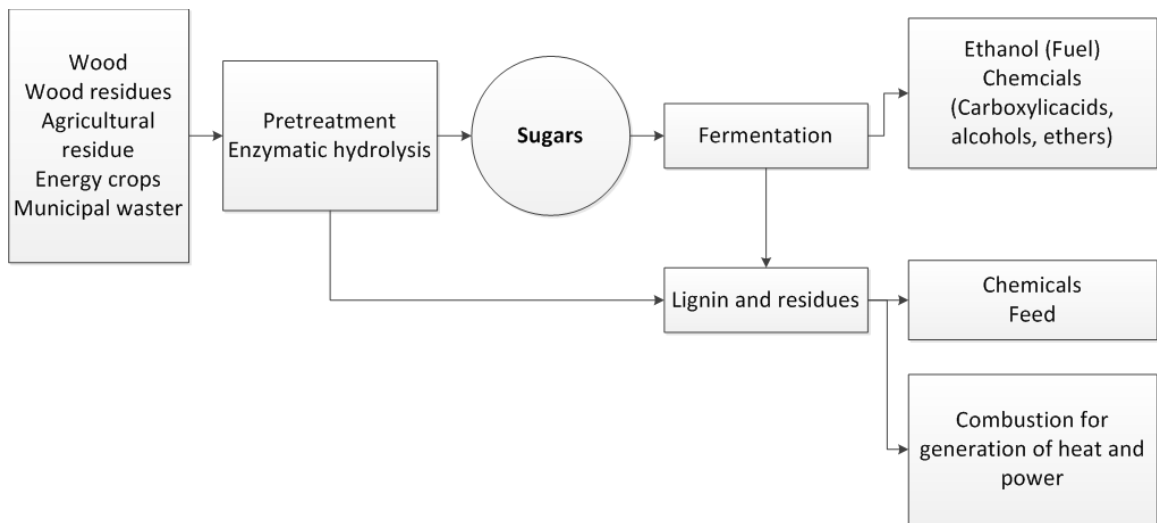 Wood
Wood residues
Agricultural
residue
Energy crops
Municipal waster
Pretreatment
Enzymatic hydrolysis
Sugars
Fermentation
Ethanol (Fuel)
Chemcials
(Carboxylicacids,
alcohols, ethers)
Lignin and residues
Chemicals
Feed
Combustion for
generation of heat and
power